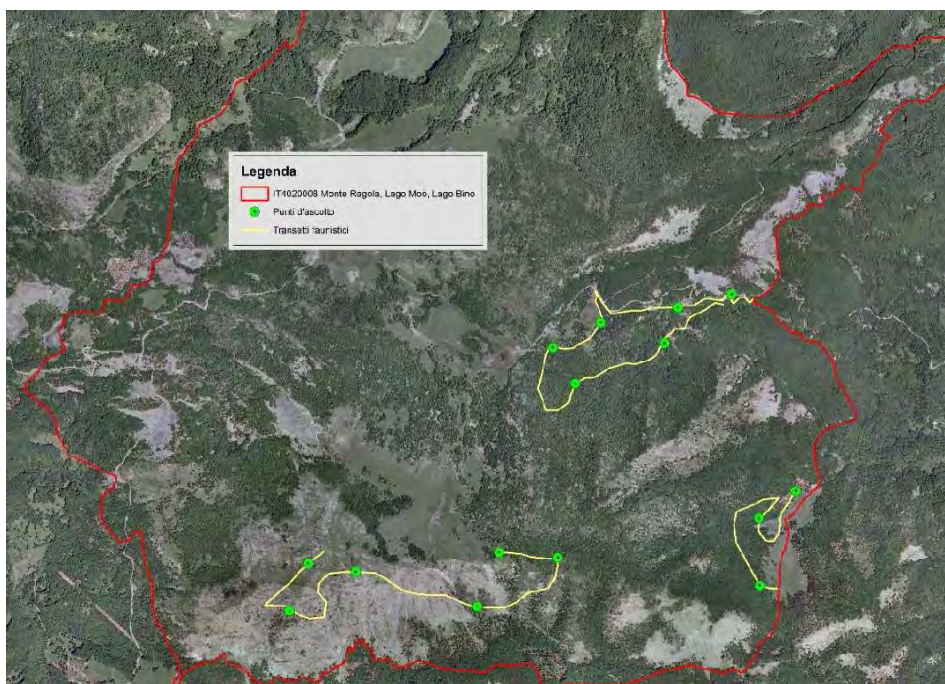 Legenda
IT4020008 Monte Ragola, Lago Moò, Lago Bino
Punti d'ascolto
Transetti faunistici